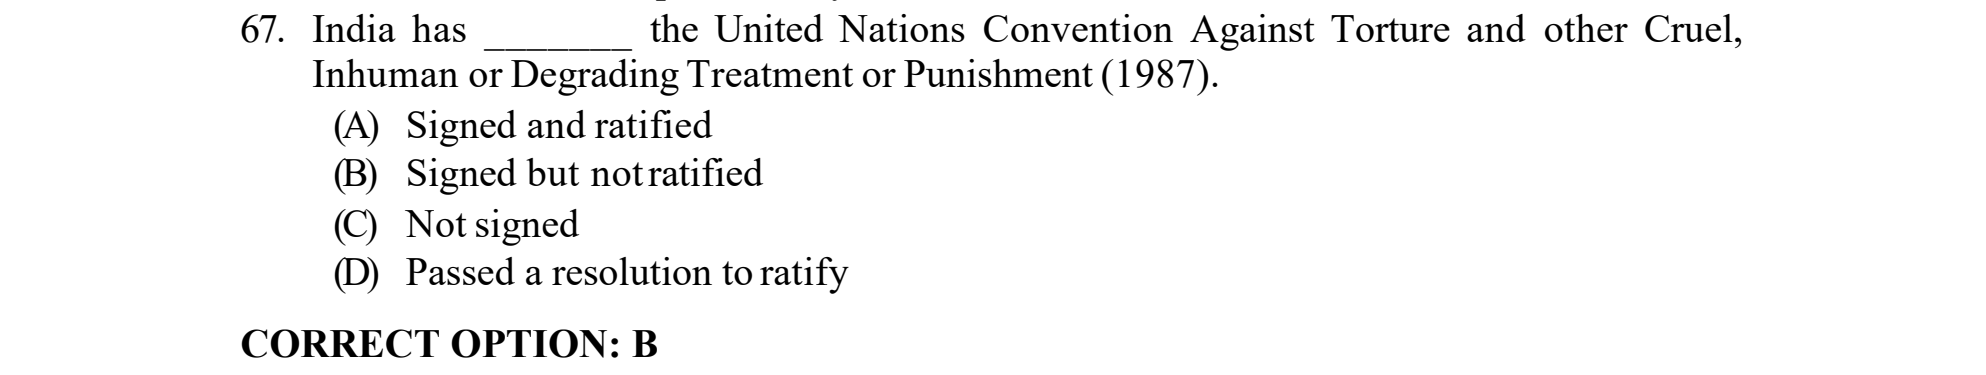 67. India has _______ the United Nations Convention Against Torture and other Cruel,
Inhuman or Degrading Treatment or Punishment (1987).
(A) Signed and ratified
(B) Signed but not ratified
(C) Not signed
(D) Passed a resolution to ratify
CORRECT OPTION: B